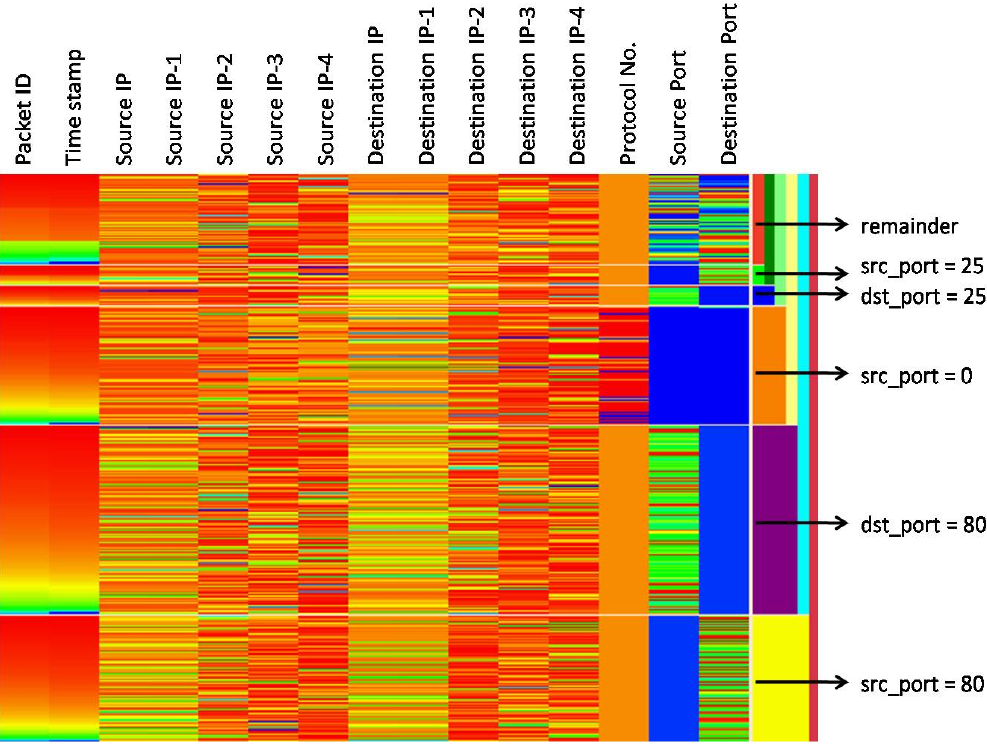 Packet ID
Time stamp
Source IP
Source IP-1
Source IP-2
Source IP-3
Source IP-4
Destination IP
Destination IP-1
Destination IP-2
Destination IP-3
Destination IP-4
Protocol No.
Source Port
Destination Port
remainder
src_port = 25
dst_port = 25
src_port = 0
dst_port = 80
src_port = 80